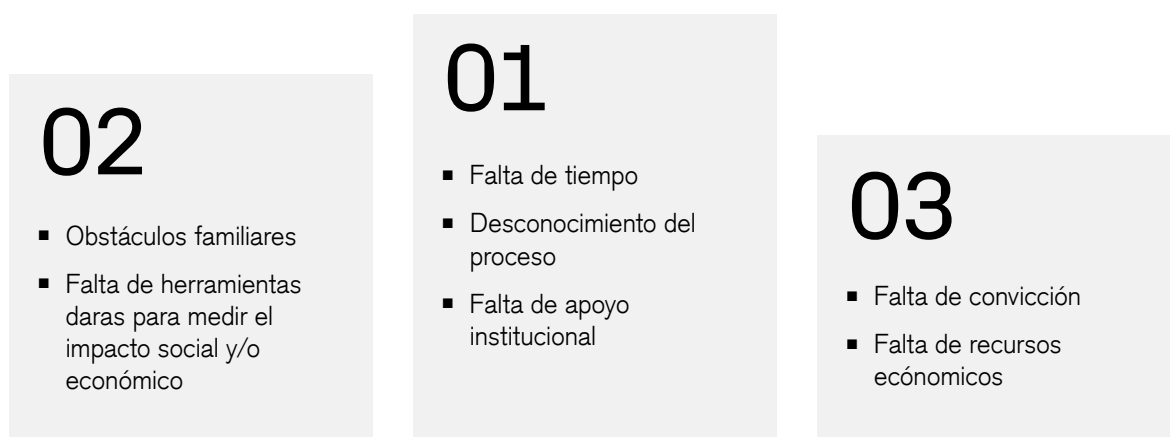 02
Obstáculos familiares
Falta de herramientas
daras para medir el
impacto social y/o
económico
01
Falta de tiempo
Desconocimiento del
proceso
Falta de apoyo
institucional
03
Falta de convicción
Falta de recursos
ecónomicos